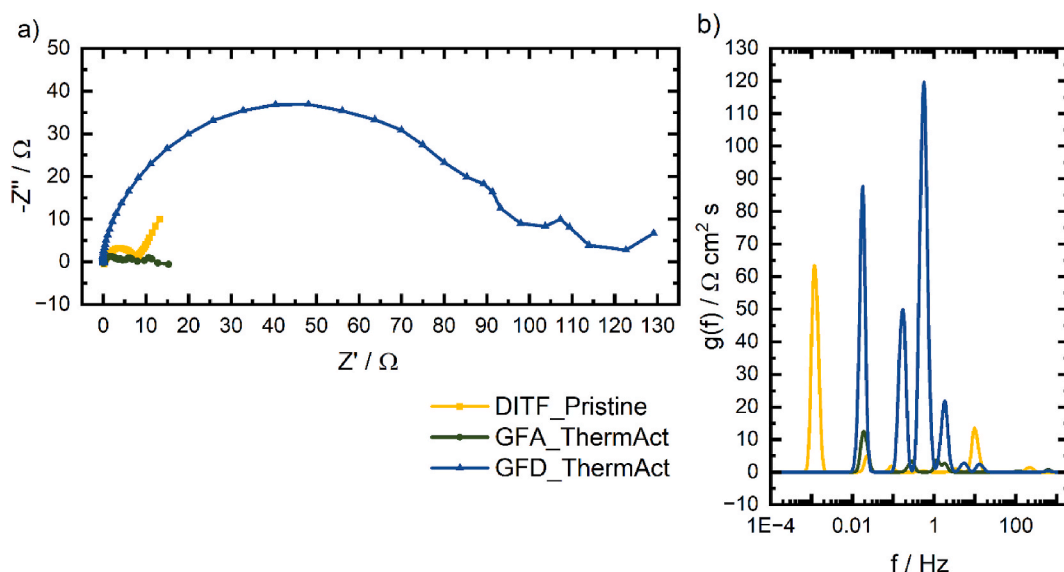 a)
50
40
30
20
10
0
−10
-Z'' / Ω
0 10 20 30 40 50 60 70 80 90 100 110 120 130
Z' / Ω
DITF_Pristine
GFA_ThermAct
GFD_ThermAct
b)
130
120
110
100
90
80
70
60
50
40
30
20
10
0
−10
g(f) / Ω cm² s
1E−4 0.01 1 100
f / Hz